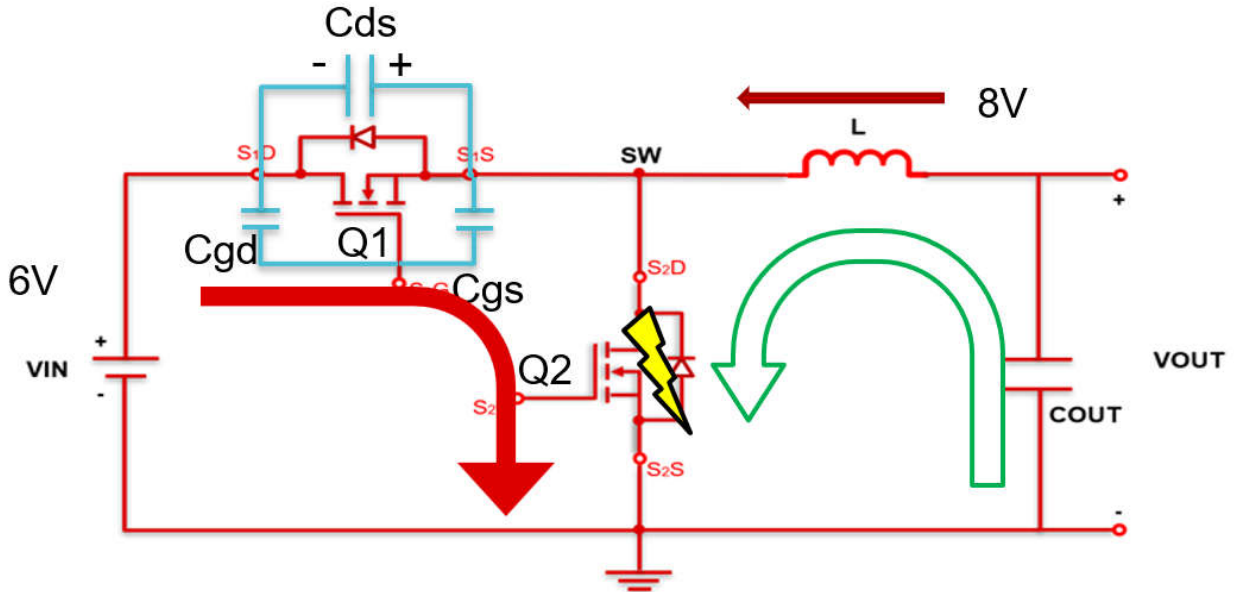 Cds
- +
8V
L
S1D
S1S
SW
Cgd
Q1
Cgs
6V
S2D
+
+
VIN
-
Q2
S2
VOUT
COUT
S2S
-